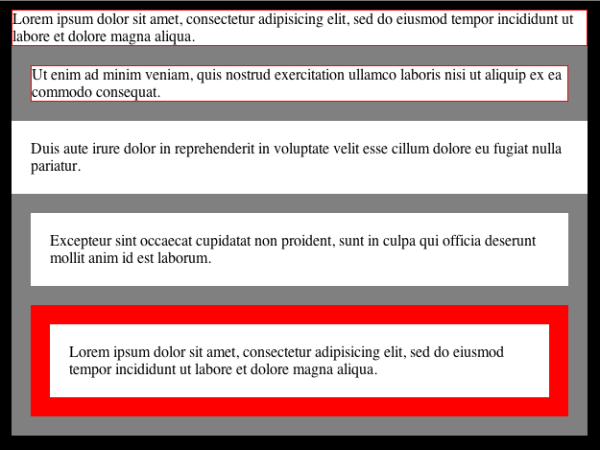 Lorem ipsum dolor sit amet, consectetur adipisicing elit, sed do eiusmod tempor incididunt ut
labore et dolore magna aliqua.
Ut enim ad minim veniam, quis nostrud exercitation ullamco laboris nisi ut aliquip ex ea
commodo consequat.
Duis aute irure dolor in reprehenderit in voluptate velit esse cillum dolore eu fugiat nulla
pariatur.
Excepteur sint occaecat cupidatat non proident, sunt in culpa qui officia deserunt
mollit anim id est laborum.
Lorem ipsum dolor sit amet, consectetur adipisicing elit, sed do eiusmod
tempor incididunt ut labore et dolore magna aliqua.